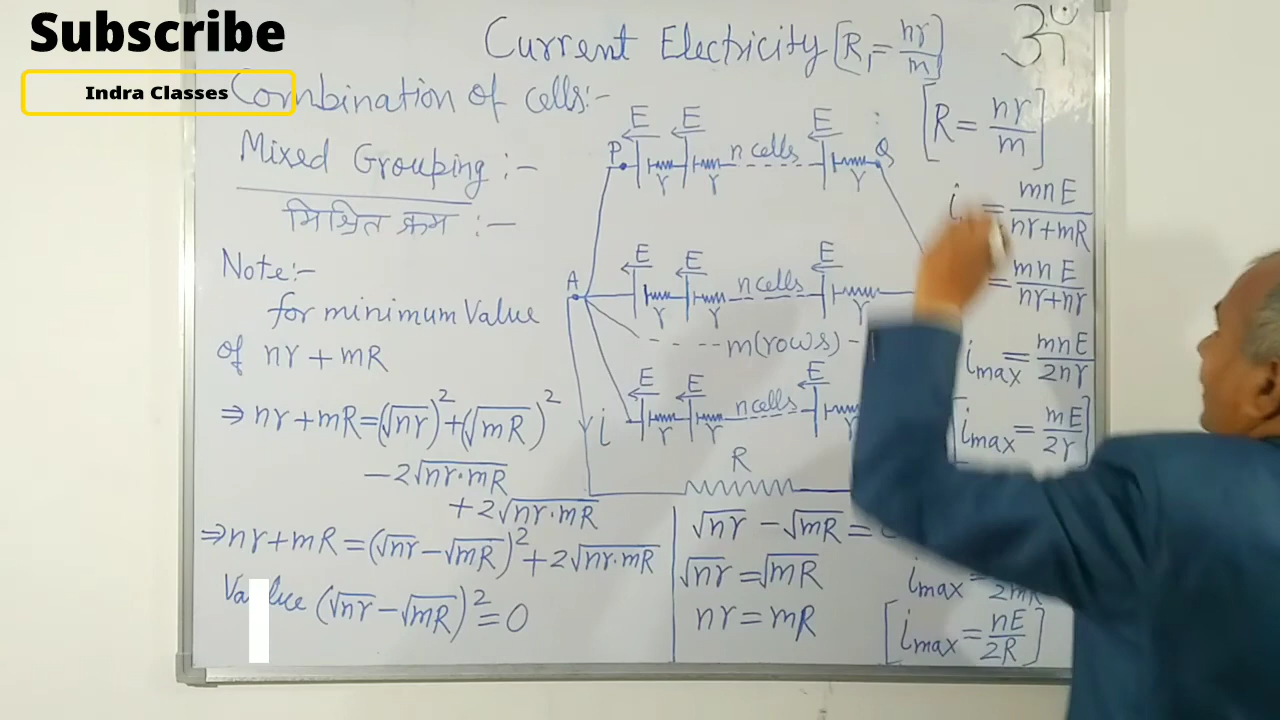 Subscribe
Indra Classes
Current Electricity [R₁ = nr/m]
ॐ
Combination of cells:-
Mixed Grouping :-
मिश्रित क्रम :-
Note:-
for minimum Value
of nr + mR
⇒ nr + mR = (√nr)² + (√mR)²
- 2√nr·mR
+ 2√nr·mR
⇒ nr + mR = (√nr - √mR)² + 2√nr·mR
Value (√nr - √mR)² = 0
E E E
P n cells Q
r r r
E E E
A n cells
r r r
m (rows)
E E E
i n cells
r r
R
√nr - √mR =
√nr = √mR
nr = mR
[R = nr/m]
i = mnE/nr+mR
= mnE/nr+nr
imax = mnE/2nr
[imax = mE/2r]
imax = /2mR
[imax = nE/2R]